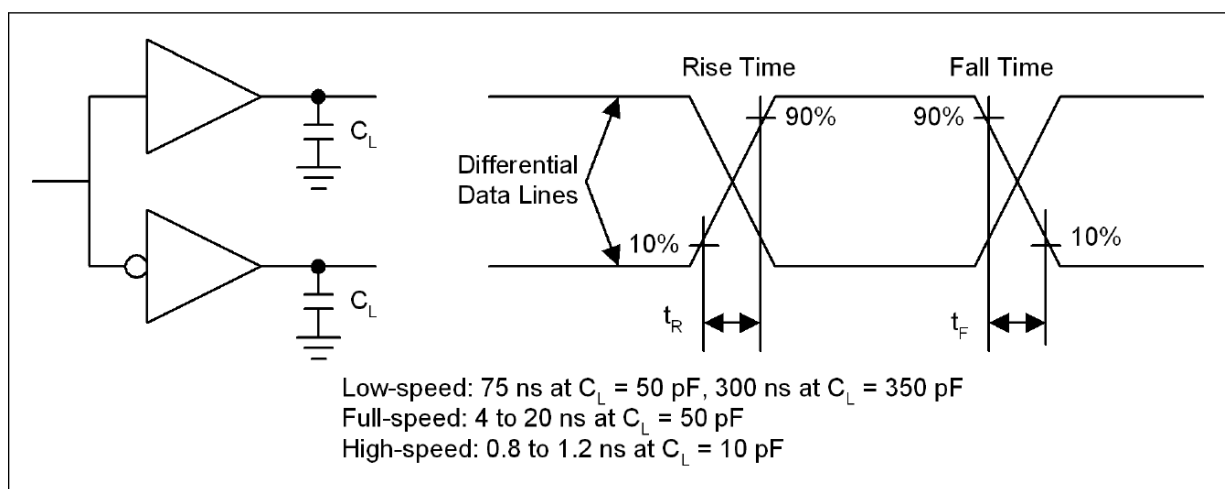 Rise Time
Fall Time
C_L
90%
90%
Differential
Data Lines
10%
10%
C_L
t_R
t_F
Low-speed: 75 ns at C_L = 50 pF, 300 ns at C_L = 350 pF
Full-speed: 4 to 20 ns at C_L = 50 pF
High-speed: 0.8 to 1.2 ns at C_L = 10 pF